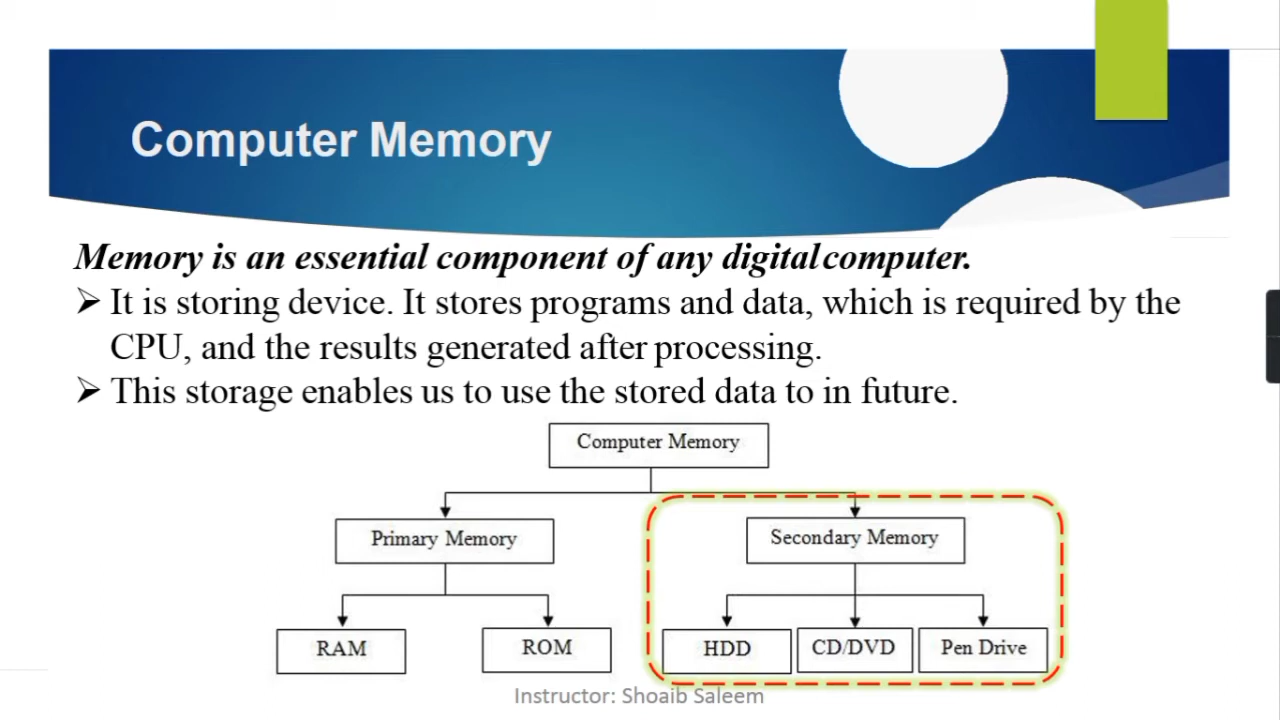 Computer Memory
Memory is an essential component of any digital computer.
➢ It is storing device. It stores programs and data, which is required by the
CPU, and the results generated after processing.
➢ This storage enables us to use the stored data to in future.
Computer Memory
Primary Memory
Secondary Memory
RAM
ROM
HDD
CD/DVD
Pen Drive
Instructor: Shoaib Saleem